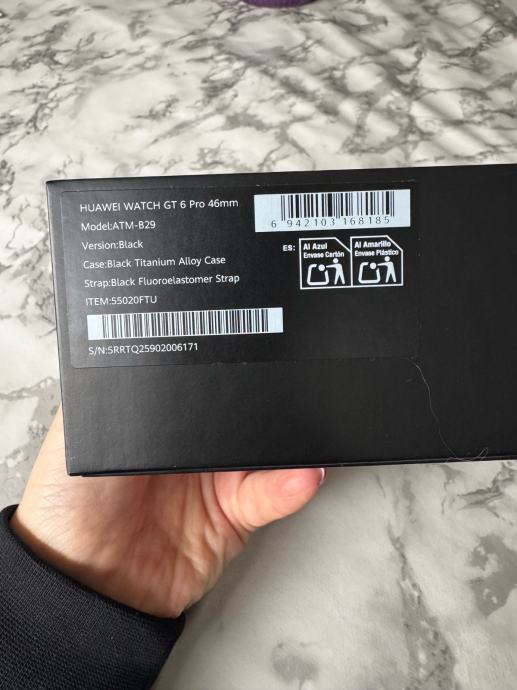 HUAWEI WATCH GT 6 Pro 46mm
Model:ATM-B29
Version:Black
Case:Black Titanium Alloy Case
Strap:Black Fluoroelastomer Strap
ITEM:55020FTU
S/N:5RRTQ25902006171
6 942103 168185
ES:
Al Azul
Envase Cartón
Al Amarillo
Envase Plástico